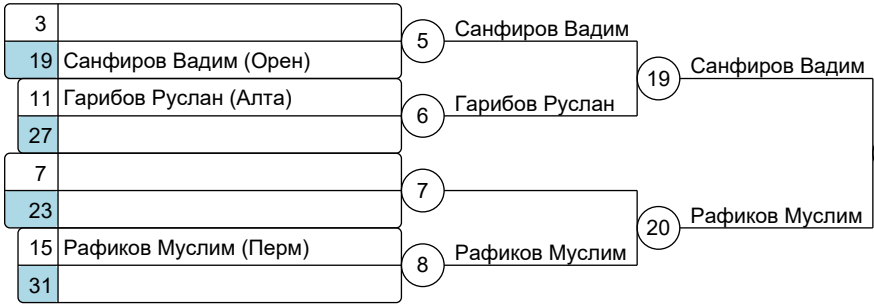 3
5
Санфиров Вадим
19 Санфиров Вадим (Орен)
19
Санфиров Вадим
11 Гарибов Руслан (Алта)
6
Гарибов Руслан
27
7
7
23
20
Рафиков Муслим
15 Рафиков Муслим (Перм)
8
Рафиков Муслим
31